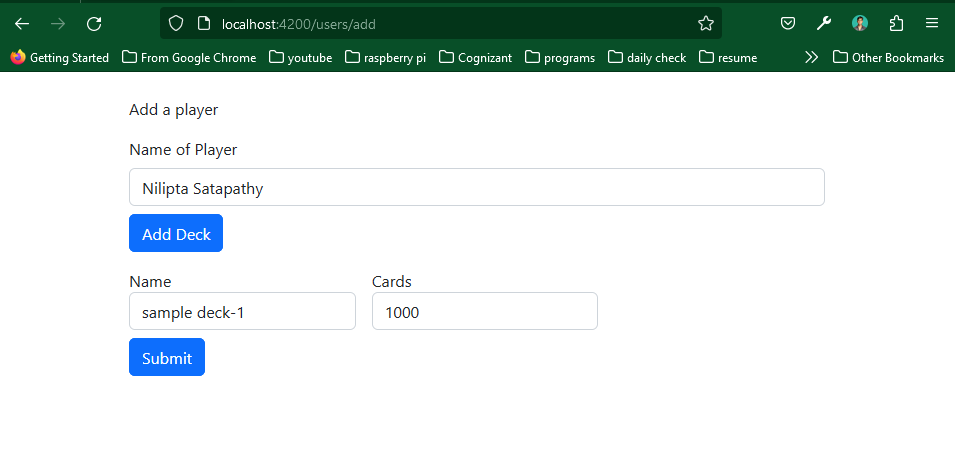 localhost:4200/users/add
Getting Started From Google Chrome youtube raspberry pi Cognizant programs daily check resume Other Bookmarks
Add a player
Name of Player
Nilipta Satapathy
Add Deck
Name Cards
sample deck-1 1000
Submit